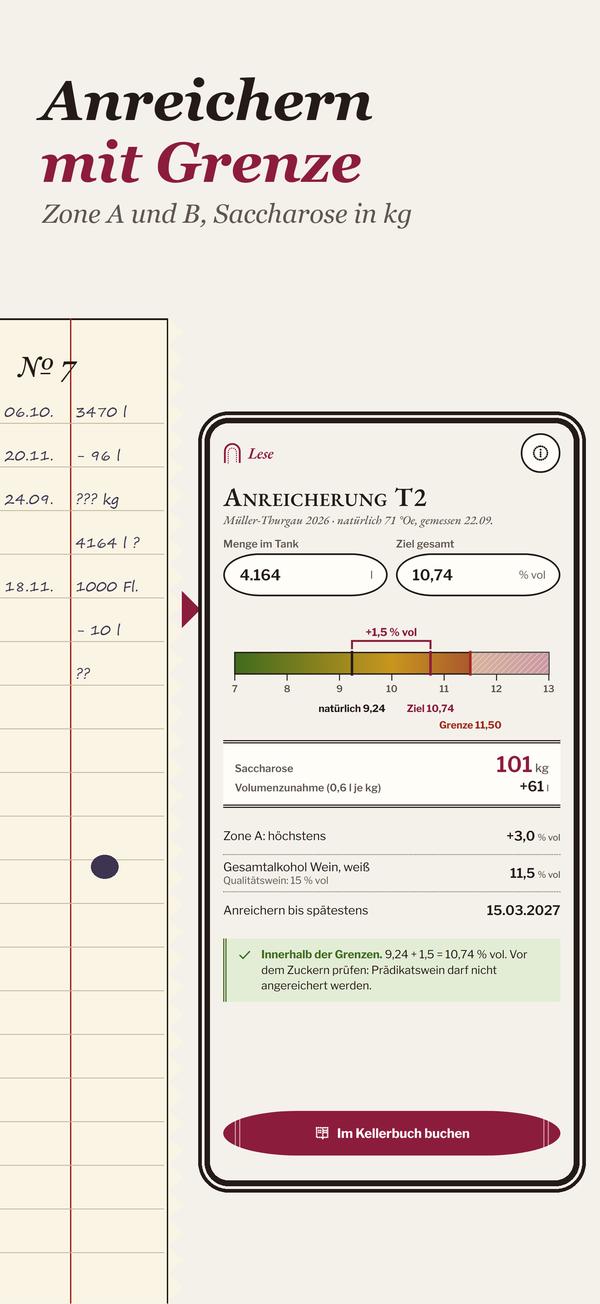 Anreichern
mit Grenze
Zone A und B, Saccharose in kg
Nº 7
06.10. 3470 l
20.11. - 96 l
24.09. ??? kg
4164 l ?
18.11. 1000 Fl.
- 10 l
??
Lese
Anreicherung T2
Müller-Thurgau 2026 · natürlich 71 °Oe, gemessen 22.09.
Menge im Tank Ziel gesamt
4.164 l 10,74 % vol
+1,5 % vol
7 8 9 10 11 12 13
natürlich 9,24 Ziel 10,74
Grenze 11,50
Saccharose 101 kg
Volumenzunahme (0,6 l je kg) +61 l
Zone A: höchstens +3,0 % vol
Gesamtalkohol Wein, weiß 11,5 % vol
Qualitätswein: 15 % vol
Anreichern bis spätestens 15.03.2027
Innerhalb der Grenzen. 9,24 + 1,5 = 10,74 % vol. Vor
dem Zuckern prüfen: Prädikatswein darf nicht
angereichert werden.
Im Kellerbuch buchen